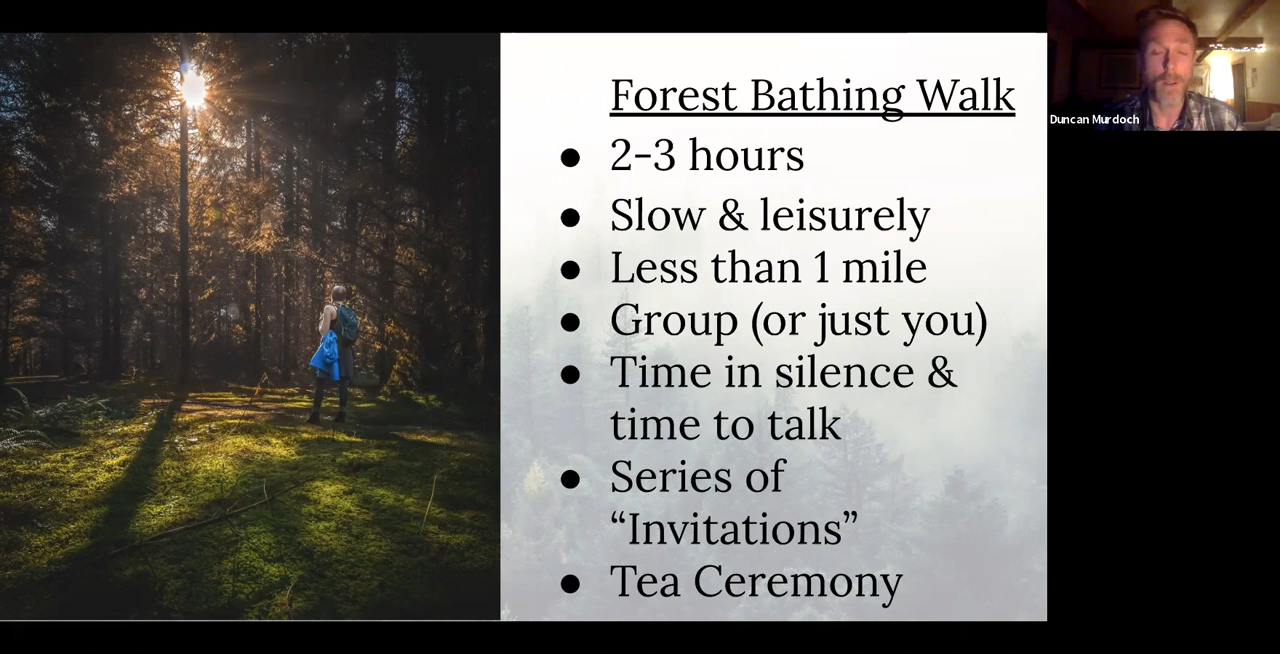 Forest Bathing Walk
● 2-3 hours
● Slow & leisurely
● Less than 1 mile
● Group (or just you)
● Time in silence &
time to talk
● Series of
“Invitations”
● Tea Ceremony
Duncan Murdoch